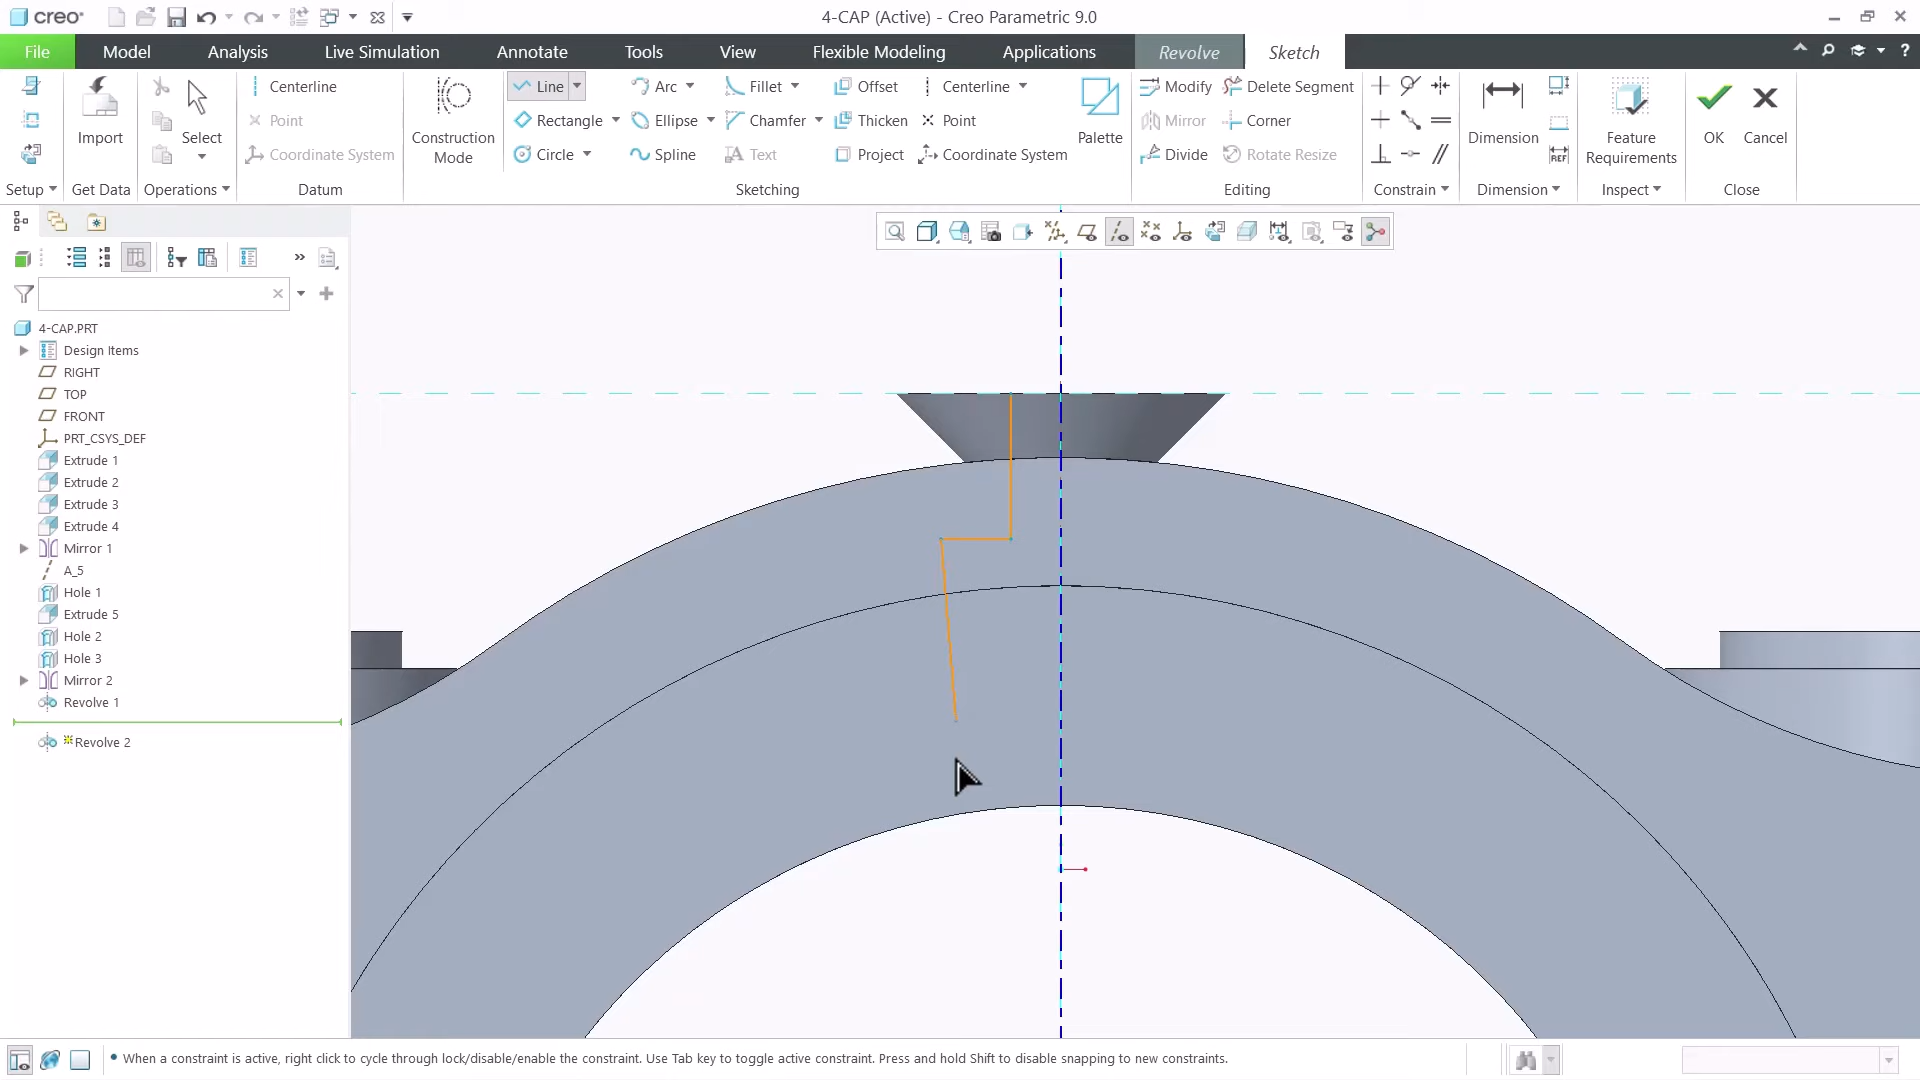 creo
4-CAP (Active) - Creo Parametric 9.0
File Model Analysis Live Simulation Annotate Tools View Flexible Modeling Applications Revolve Sketch
Import
Select
Centerline
Point
Coordinate System
Construction
Mode
Line Arc Fillet Offset Centerline
Rectangle Ellipse Chamfer Thicken Point
Circle Spline Text Project Coordinate System
Palette
Modify Delete Segment
Mirror Corner
Divide Rotate Resize
Dimension
REF
Feature
Requirements
OK Cancel
Setup Get Data Operations Datum Sketching Editing Constrain Dimension Inspect Close
4-CAP.PRT
Design Items
RIGHT
TOP
FRONT
PRT_CSYS_DEF
Extrude 1
Extrude 2
Extrude 3
Extrude 4
Mirror 1
A_5
Hole 1
Extrude 5
Hole 2
Hole 3
Mirror 2
Revolve 1
Revolve 2
• When a constraint is active, right click to cycle through lock/disable/enable the constraint. Use Tab key to toggle active constraint. Press and hold Shift to disable snapping to new constraints.